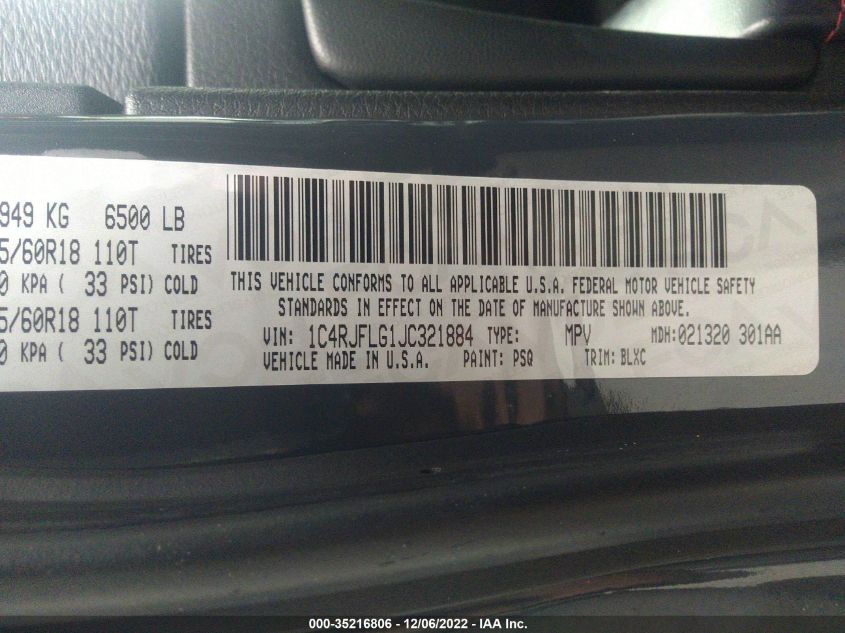 949 KG 6500 LB
5/60R18 110T TIRES
0 KPA ( 33 PSI) COLD
5/60R18 110T TIRES
0 KPA ( 33 PSI) COLD
THIS VEHICLE CONFORMS TO ALL APPLICABLE U.S.A. FEDERAL MOTOR VEHICLE SAFETY
STANDARDS IN EFFECT ON THE DATE OF MANUFACTURE SHOWN ABOVE.
VIN: 1C4RJFLG1JC321884 TYPE: MPV MDH:021320 301AA
VEHICLE MADE IN U.S.A. PAINT: PSQ TRIM: BLXC
000-35216806 - 12/06/2022 - IAA Inc.